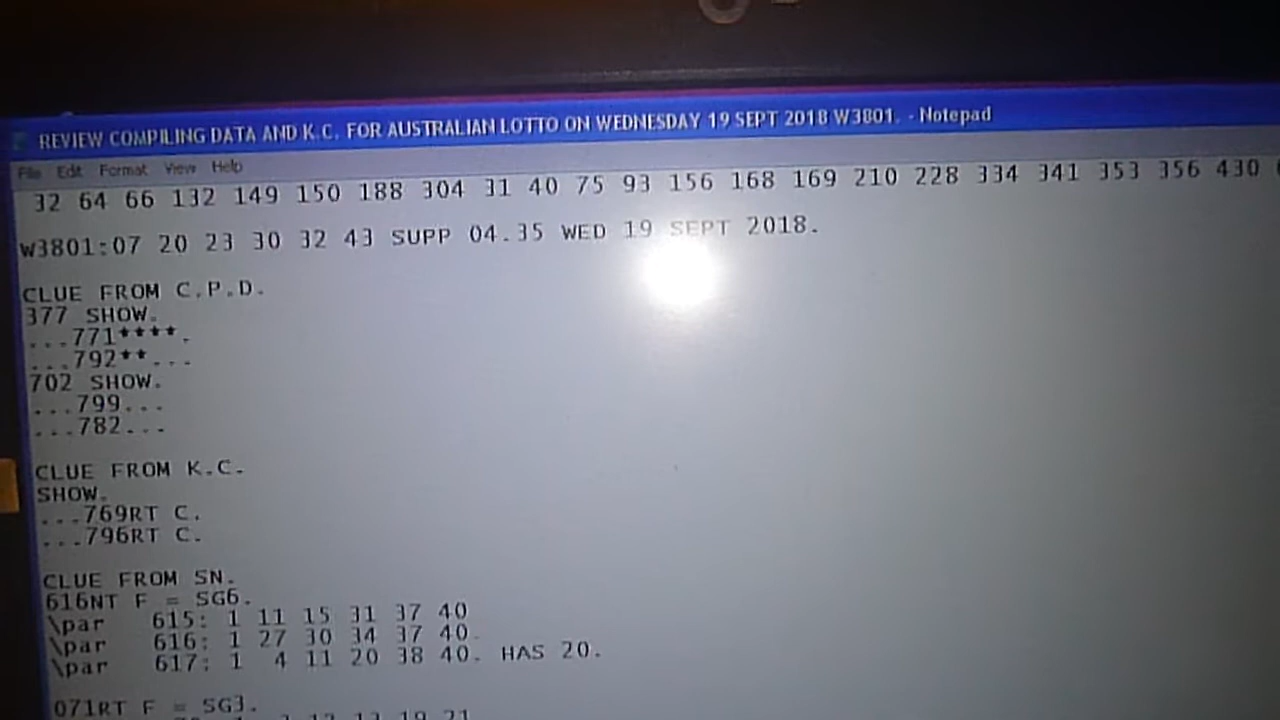 REVIEW COMPILING DATA AND K.C. FOR AUSTRALIAN LOTTO ON WEDNESDAY 19 SEPT 2018 W3801. - Notepad
File Edit Format View Help
32 64 66 132 149 150 188 304 31 40 75 93 156 168 169 210 228 334 341 353 356 430
W3801:07 20 23 30 32 43 SUPP 04.35 WED 19 SEPT 2018.
CLUE FROM C.P.D.
377 SHOW.
...771****.
...792**...
702 SHOW.
...799...
...782...
CLUE FROM K.C.
SHOW.
...769RT C.
...796RT C.
CLUE FROM SN.
616NT F = SG6.
\par 615: 1 11 15 31 37 40
\par 616: 1 27 30 34 37 40.
\par 617: 1 4 11 20 38 40. HAS 20.
071RT F = SG3.